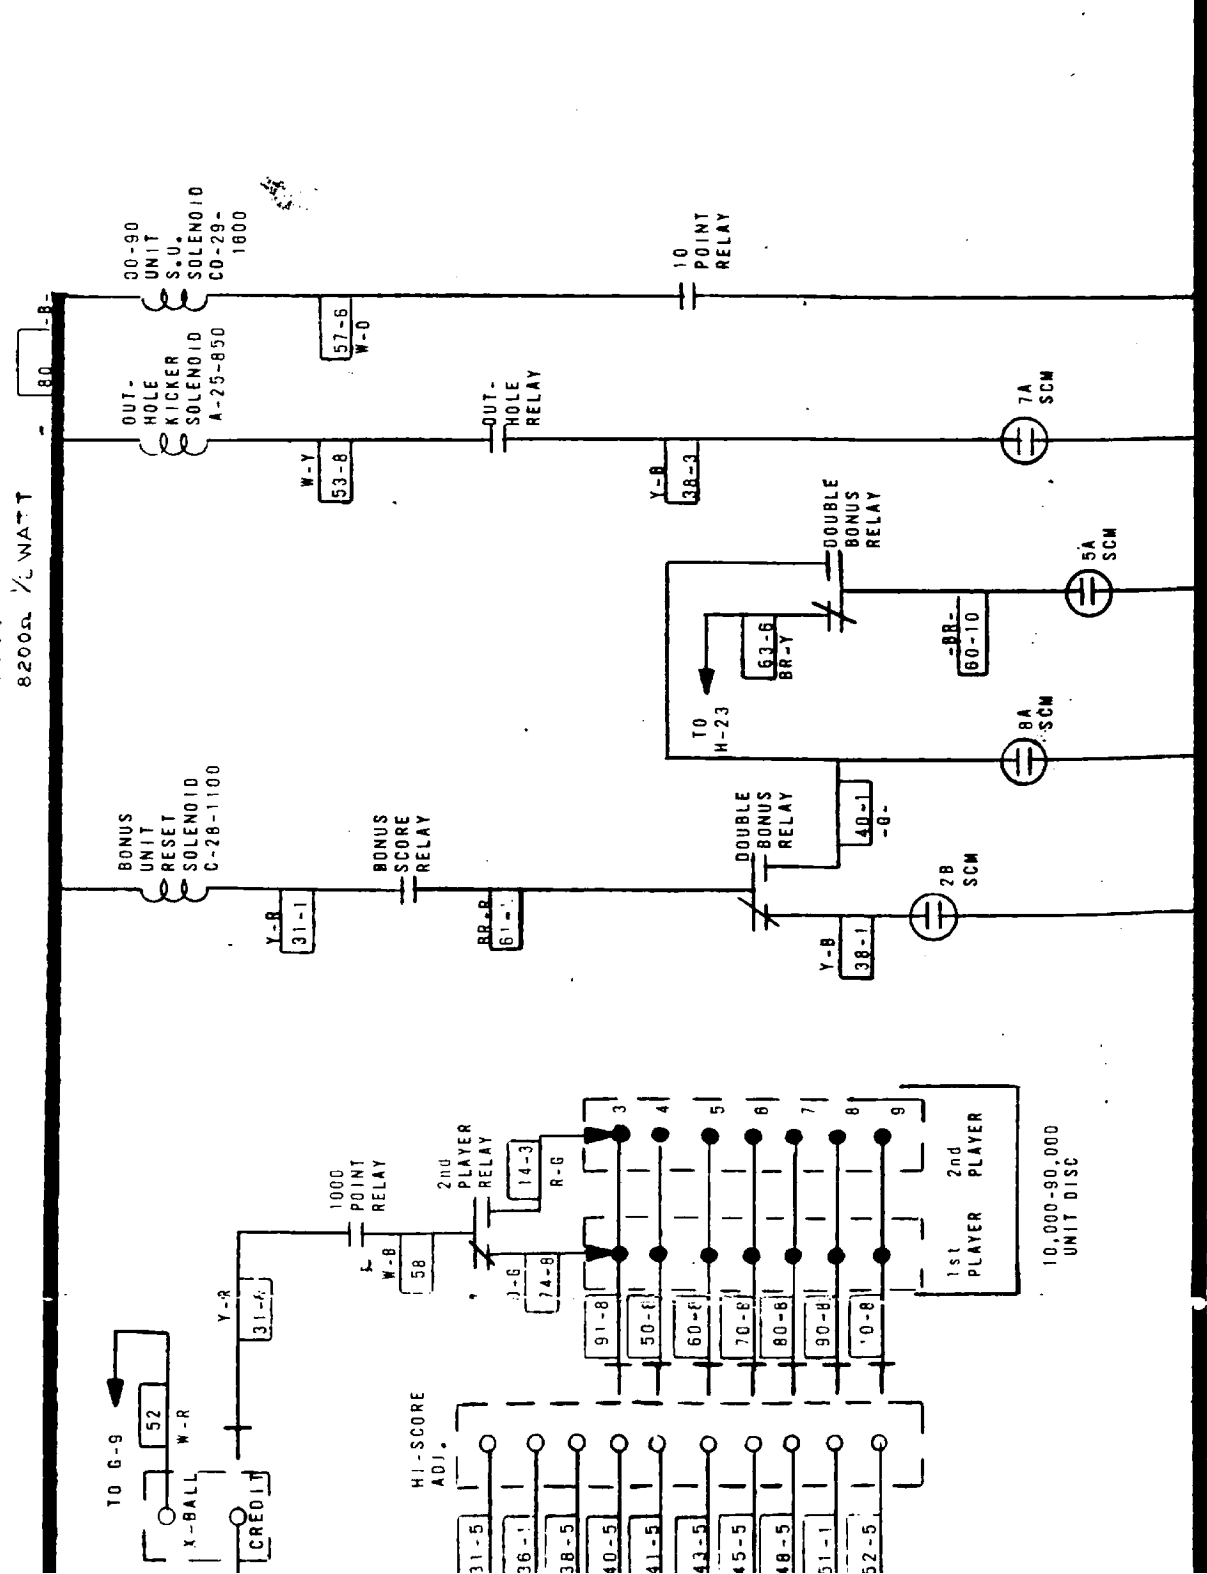 8200Ω ½ WATT
80
-B-
00-90
UNIT
S.U.
SOLENOID
CO-29-
1800
57-6
W-O
10
POINT
RELAY
OUT-
HOLE
KICKER
SOLENOID
A-25-850
W-Y
53-8
OUT-
HOLE
RELAY
Y-B
38-3
7A
SCM
DOUBLE
BONUS
RELAY
TO
H-23
63-6
BR-Y
-BR-
60-10
5A
SCM
8A
SCM
BONUS
UNIT
RESET
SOLENOID
C-28-1100
Y-R
31-1
BONUS
SCORE
RELAY
BR-R
DOUBLE
BONUS
RELAY
40-1
Y-B
38-1
2B
SCM
TO G-9
52
W-R
X-BALL
CREDIT
Y-R
1000
POINT
RELAY
W-B
58
2nd
PLAYER
RELAY
14-3
R-G
74-8
3
4
5
6
7
8
9
1st
PLAYER
2nd
PLAYER
10,000-90,000
UNIT DISC
91-8
50-8
60-8
70-8
80-8
90-8
HI-SCORE
ADJ.
31-5
36-1
38-5
40-5
41-5
43-5
45-5
48-5
51-1
52-5